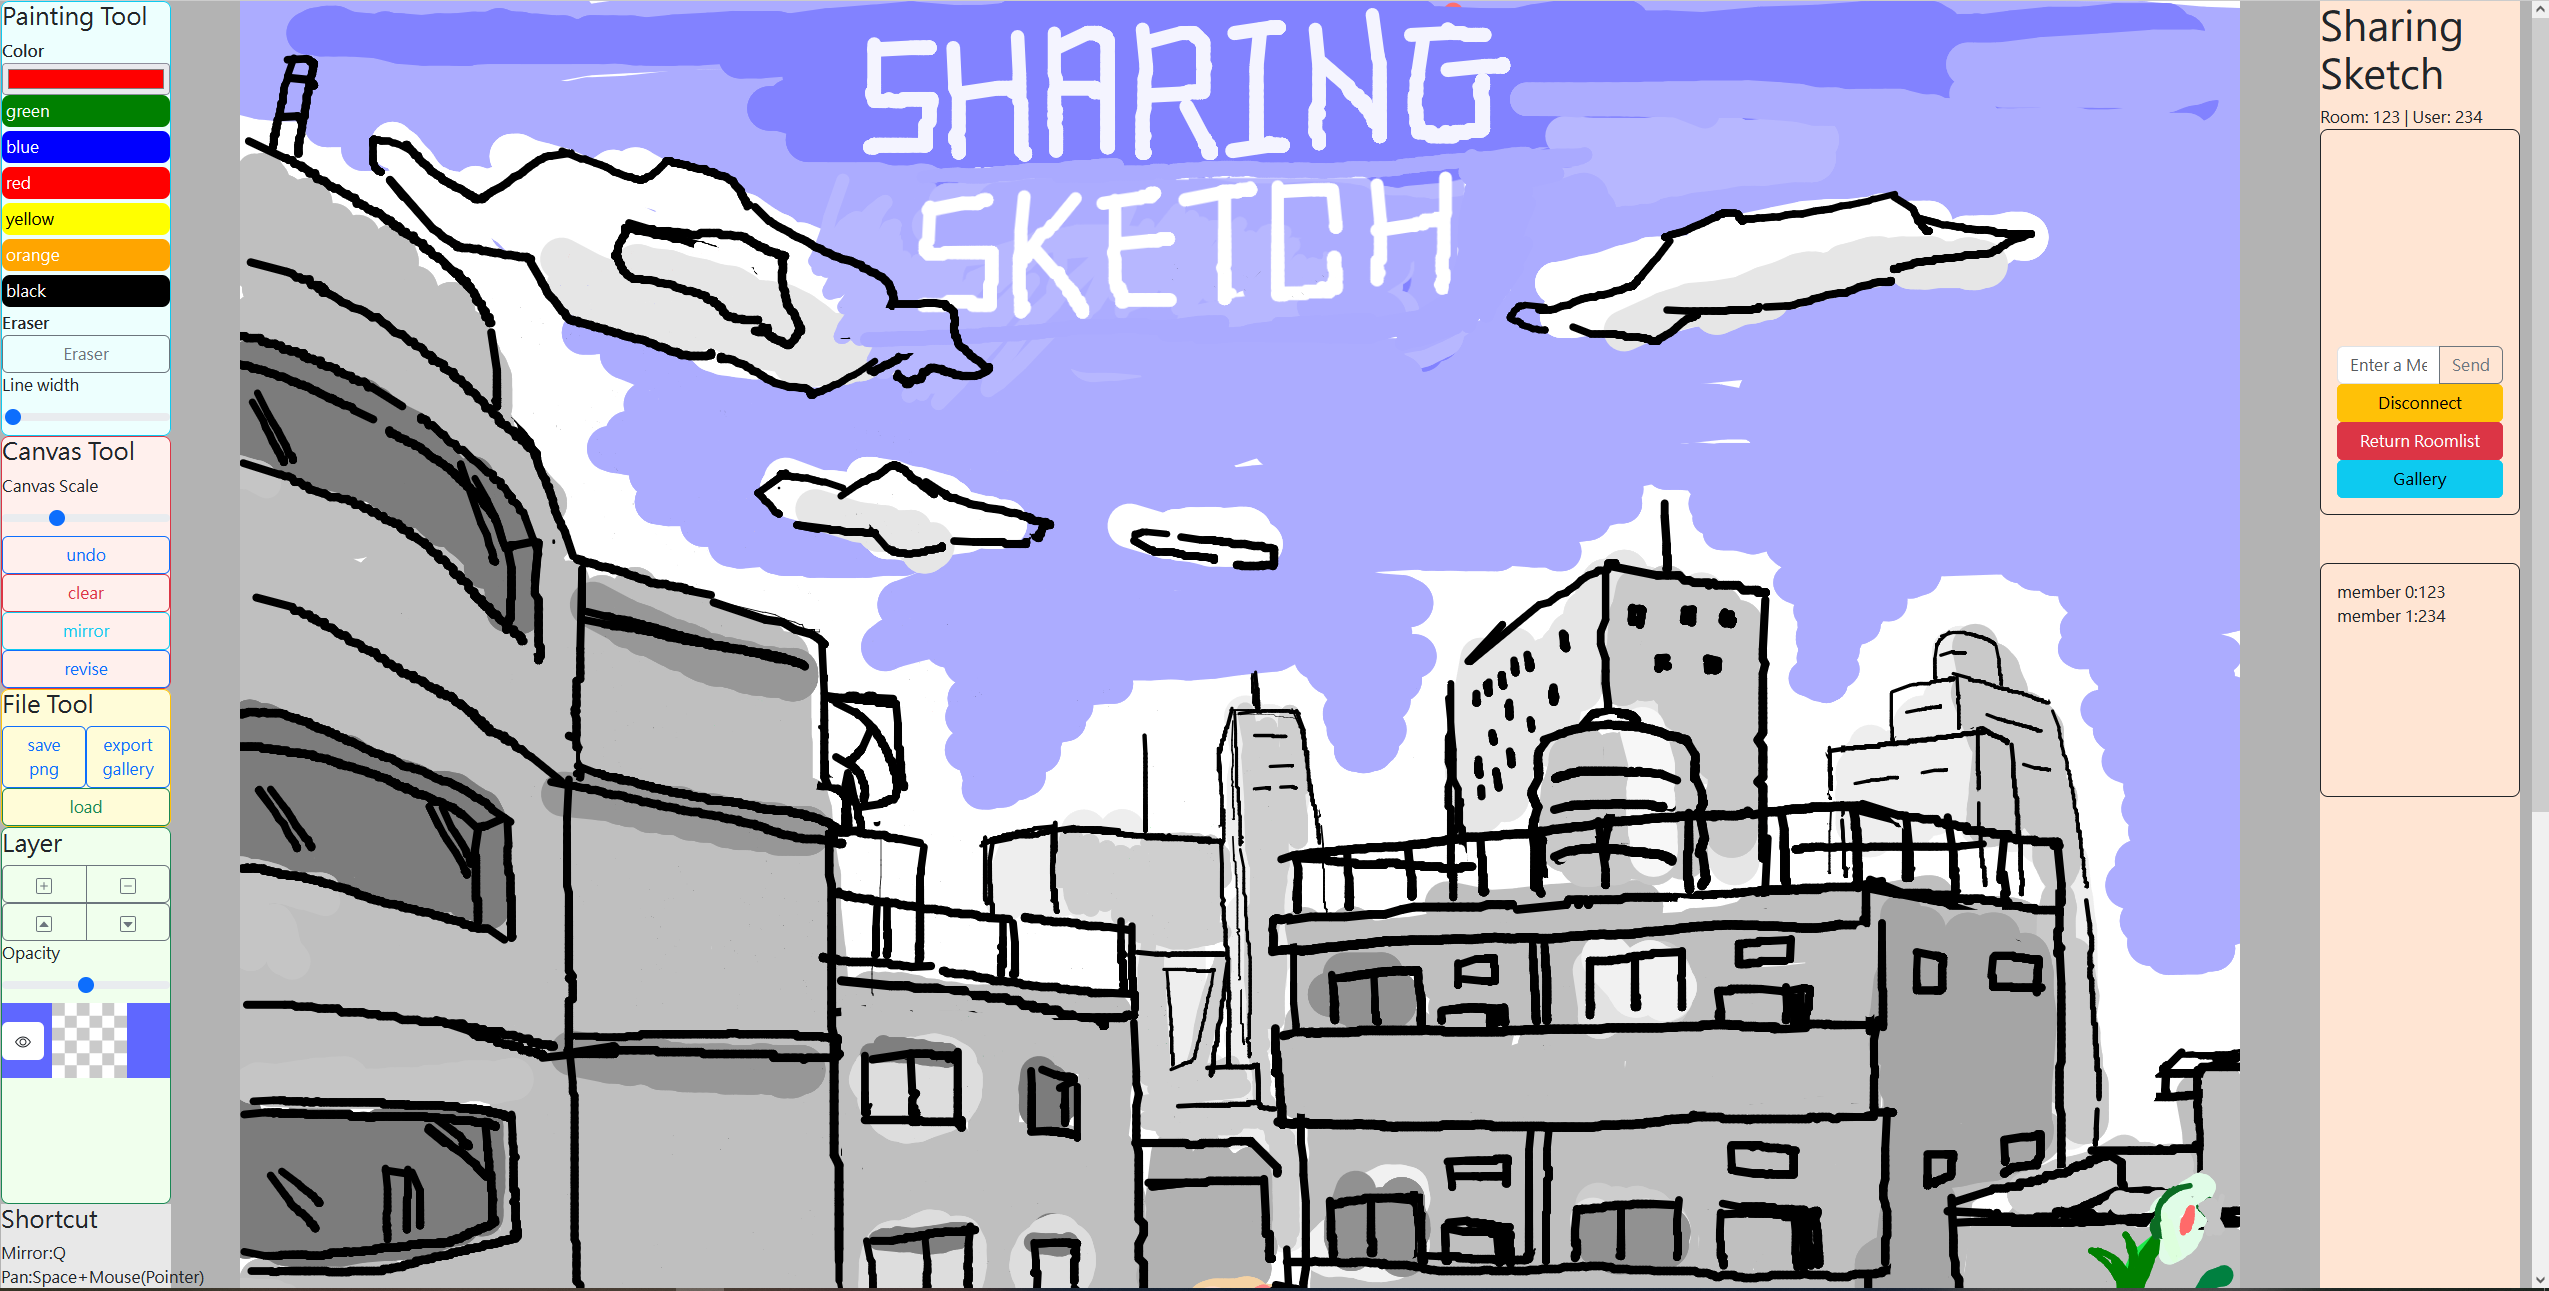 Painting Tool
Color
green
blue
red
yellow
orange
black
Eraser
Eraser
Line width
Canvas Tool
Canvas Scale
undo
clear
mirror
revise
File Tool
save
png
export
gallery
load
Layer
Opacity
Shortcut
Mirror:Q
Pan:Space+Mouse(Pointer)
SHARING
SKETCH
Sharing
Sketch
Room: 123 | User: 234
Enter a Me
Send
Disconnect
Return Roomlist
Gallery
member 0:123
member 1:234